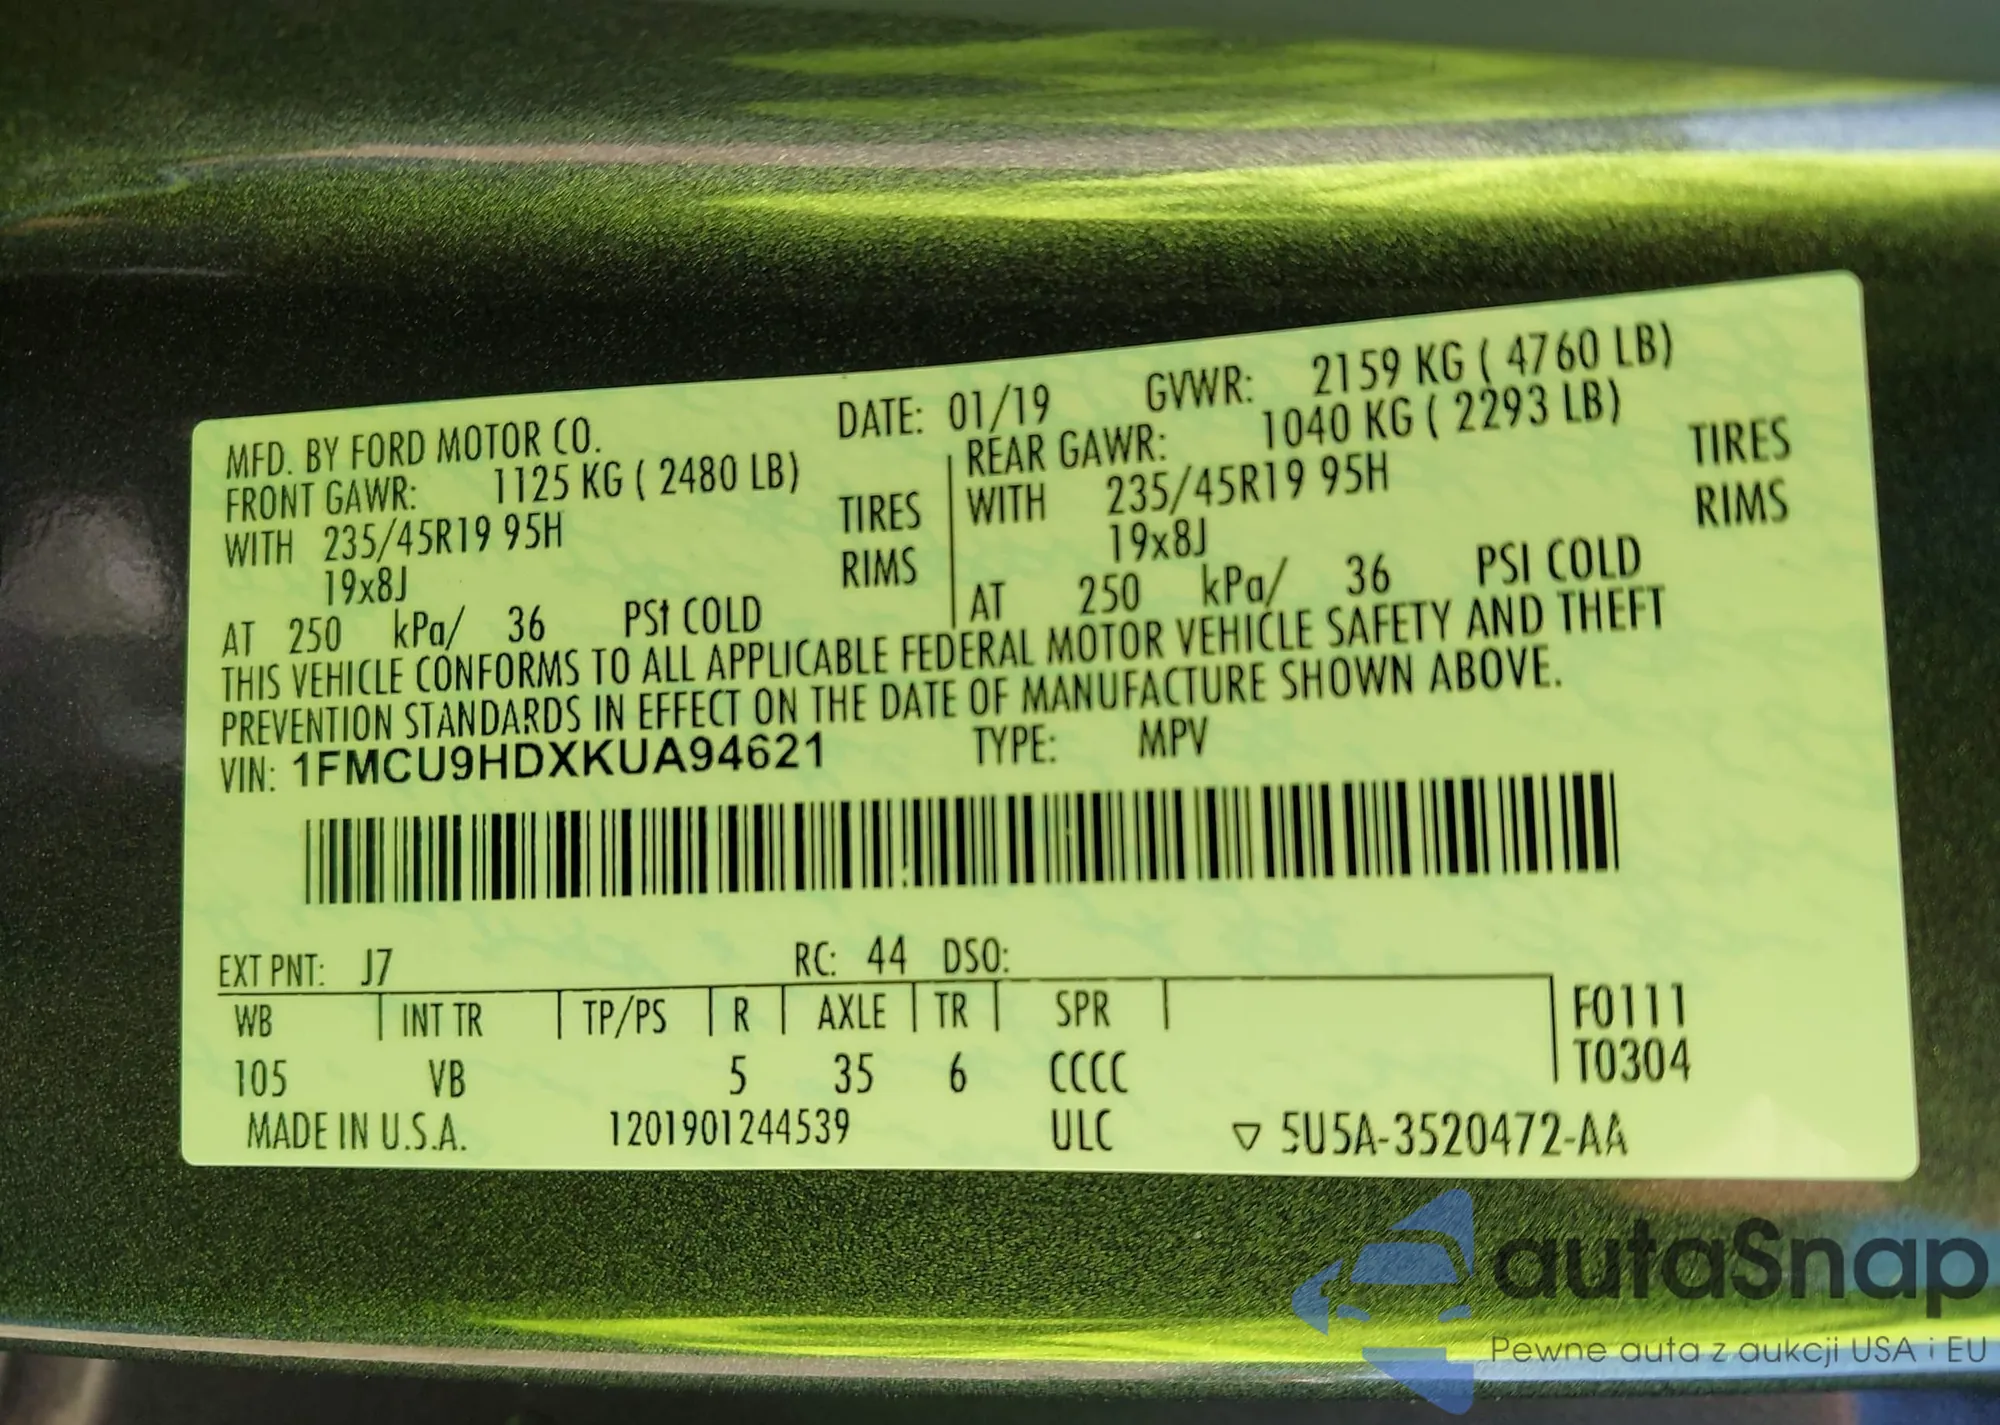 MFD. BY FORD MOTOR CO. DATE: 01/19 GVWR: 2159 KG ( 4760 LB)
FRONT GAWR: 1125 KG ( 2480 LB) REAR GAWR: 1040 KG ( 2293 LB)
WITH 235/45R19 95H TIRES WITH 235/45R19 95H TIRES
19x8J RIMS 19x8J RIMS
AT 250 kPa/ 36 PSI COLD AT 250 kPa/ 36 PSI COLD
THIS VEHICLE CONFORMS TO ALL APPLICABLE FEDERAL MOTOR VEHICLE SAFETY AND THEFT
PREVENTION STANDARDS IN EFFECT ON THE DATE OF MANUFACTURE SHOWN ABOVE.
VIN: 1FMCU9HDXKUA94621 TYPE: MPV
EXT PNT: J7 RC: 44 DSO:
WB INT TR TP/PS R AXLE TR SPR F0111
105 VB 5 35 6 CCCC T0304
MADE IN U.S.A. 1201901244539 ULC ▽ 5U5A-3520472-AA
autaSnap
Pewne auta z aukcji USA i EU